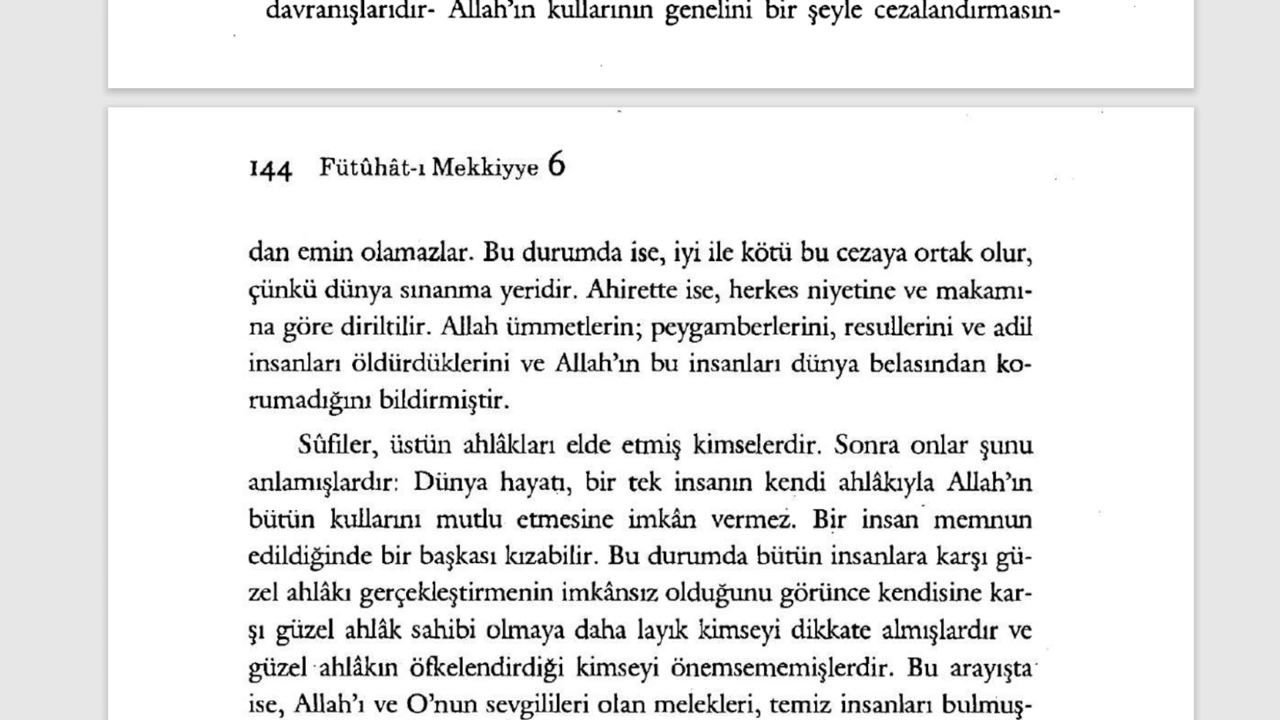 davranışlarıdır- Allah’ın kullarının genelini bir şeyle cezalandırmasın-
144 Fütûhât-ı Mekkiyye 6
dan emin olamazlar. Bu durumda ise, iyi ile kötü bu cezaya ortak olur,
çünkü dünya sınanma yeridir. Ahirette ise, herkes niyetine ve makamı-
na göre diriltilir. Allah ümmetlerin; peygamberlerini, resullerini ve adil
insanları öldürdüklerini ve Allah’ın bu insanları dünya belasından ko-
rumadığını bildirmiştir.
Sûfiler, üstün ahlâkları elde etmiş kimselerdir. Sonra onlar şunu
anlamışlardır: Dünya hayatı, bir tek insanın kendi ahlâkıyla Allah’ın
bütün kullarını mutlu etmesine imkân vermez. Bir insan memnun
edildiğinde bir başkası kızabilir. Bu durumda bütün insanlara karşı gü-
zel ahlâkı gerçekleştirmenin imkânsız olduğunu görünce kendisine kar-
şı güzel ahlâk sahibi olmaya daha layık kimseyi dikkate almışlardır ve
güzel ahlâkın öfkelendirdiği kimseyi önemsememişlerdir. Bu arayışta
ise, Allah’ı ve O’nun sevgilileri olan melekleri, temiz insanları bulmuş-